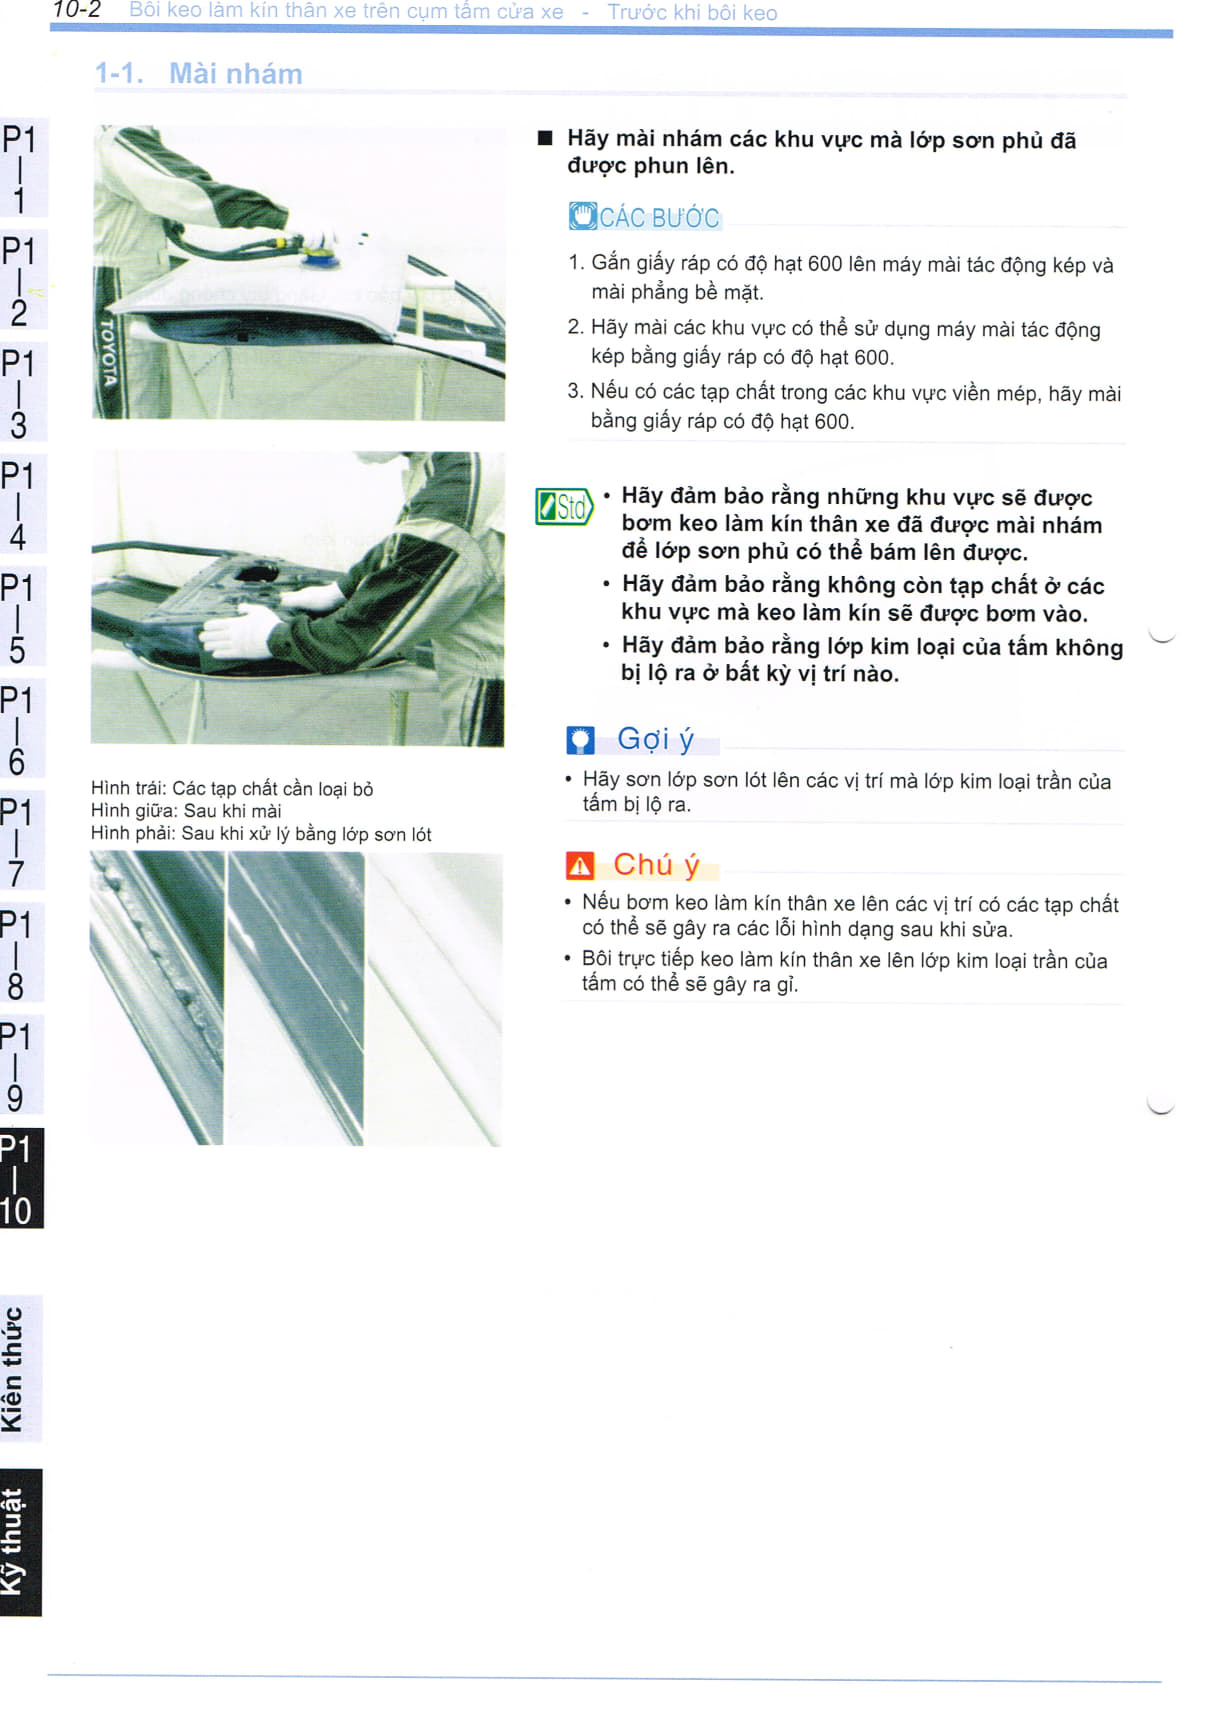 10-2 Bôi keo làm kín thân xe trên cụm tấm cửa xe - Trước khi bôi keo
1-1. Mài nhám
P1
1
P1
2
P1
3
P1
4
P1
5
P1
6
P1
7
P1
8
P1
9
P1
10
Kiến thức
Kỹ thuật
TOYOTA
Hình trái: Các tạp chất cần loại bỏ
Hình giữa: Sau khi mài
Hình phải: Sau khi xử lý bằng lớp sơn lót
■ Hãy mài nhám các khu vực mà lớp sơn phủ đã
được phun lên.
CÁC BƯỚC
1. Gắn giấy ráp có độ hạt 600 lên máy mài tác động kép và
mài phẳng bề mặt.
2. Hãy mài các khu vực có thể sử dụng máy mài tác động
kép bằng giấy ráp có độ hạt 600.
3. Nếu có các tạp chất trong các khu vực viền mép, hãy mài
bằng giấy ráp có độ hạt 600.
Std
• Hãy đảm bảo rằng những khu vực sẽ được
bơm keo làm kín thân xe đã được mài nhám
để lớp sơn phủ có thể bám lên được.
• Hãy đảm bảo rằng không còn tạp chất ở các
khu vực mà keo làm kín sẽ được bơm vào.
• Hãy đảm bảo rằng lớp kim loại của tấm không
bị lộ ra ở bất kỳ vị trí nào.
Gợi ý
• Hãy sơn lớp sơn lót lên các vị trí mà lớp kim loại trần của
tấm bị lộ ra.
Chú ý
• Nếu bơm keo làm kín thân xe lên các vị trí có các tạp chất
có thể sẽ gây ra các lỗi hình dạng sau khi sửa.
• Bôi trực tiếp keo làm kín thân xe lên lớp kim loại trần của
tấm có thể sẽ gây ra gỉ.